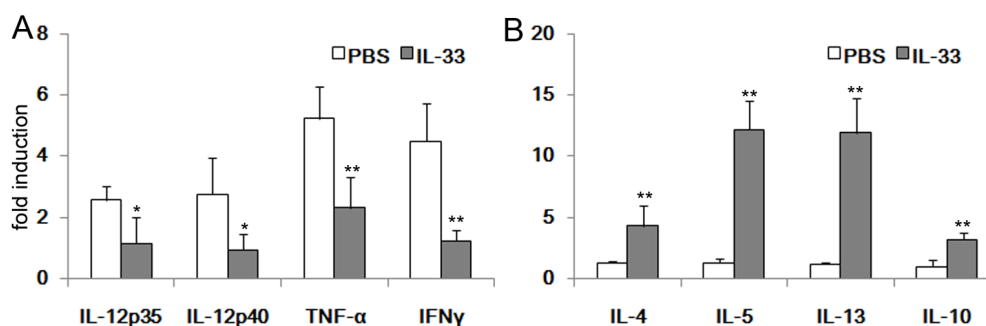 A
B
fold induction
8
6
4
2
0
PBS IL-33
*
*
**
**
IL-12p35 IL-12p40 TNF-α IFNγ
20
15
10
5
0
PBS IL-33
**
**
**
**
IL-4 IL-5 IL-13 IL-10